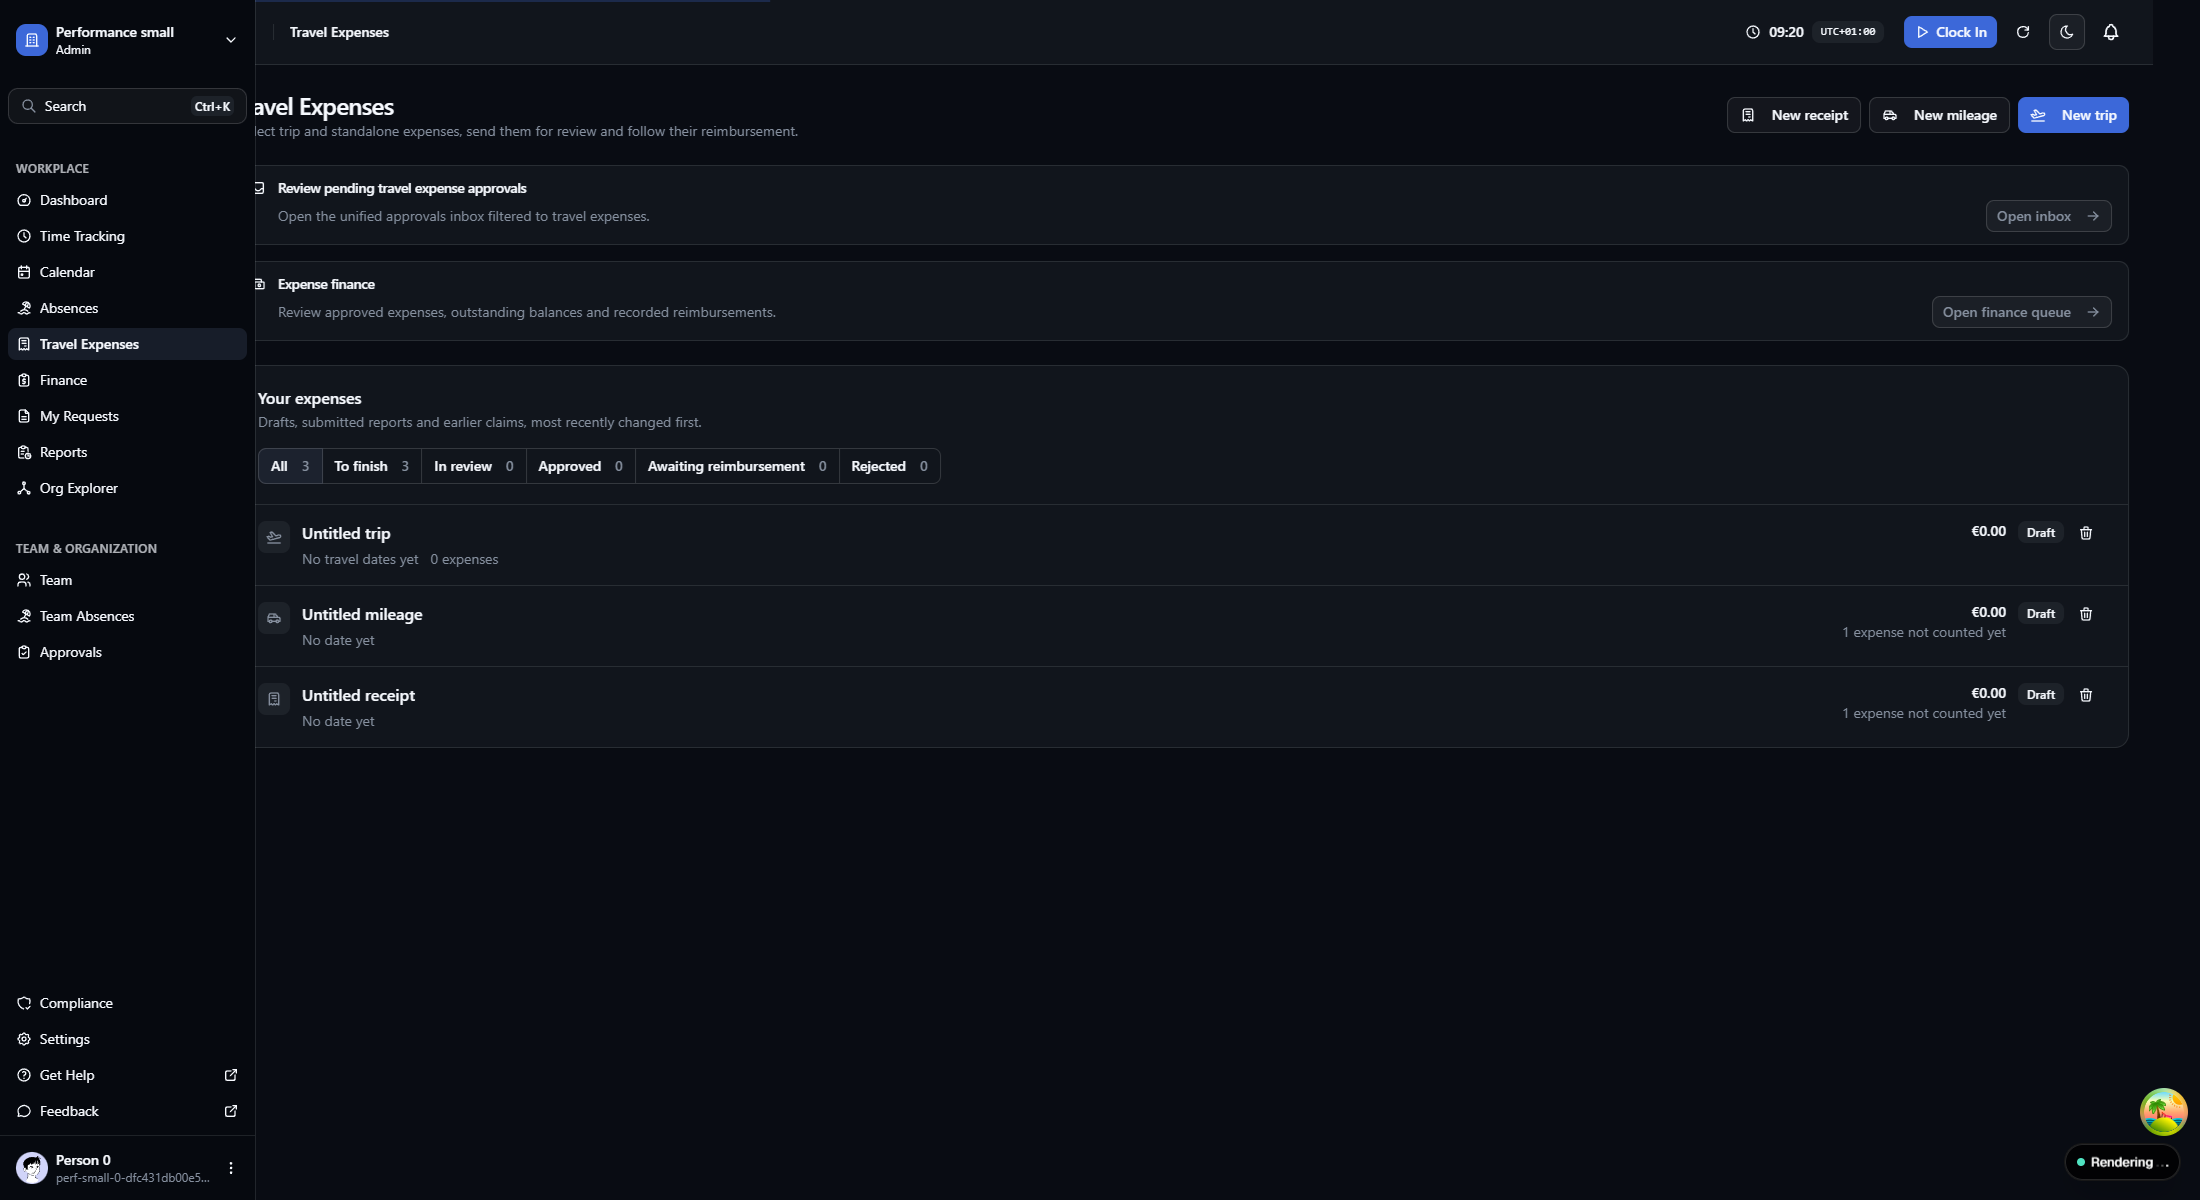 Performance small
Admin
Search Ctrl+K
WORKPLACE
Dashboard
Time Tracking
Calendar
Absences
Travel Expenses
Finance
My Requests
Reports
Org Explorer
TEAM & ORGANIZATION
Team
Team Absences
Approvals
Compliance
Settings
Get Help
Feedback
Person 0
perf-small-0-dfc431db00e5...
Travel Expenses
09:20 UTC+01:00 Clock In
avel Expenses
lect trip and standalone expenses, send them for review and follow their reimbursement.
New receipt New mileage New trip
Review pending travel expense approvals
Open the unified approvals inbox filtered to travel expenses.
Open inbox
Expense finance
Review approved expenses, outstanding balances and recorded reimbursements.
Open finance queue
Your expenses
Drafts, submitted reports and earlier claims, most recently changed first.
All 3 To finish 3 In review 0 Approved 0 Awaiting reimbursement 0 Rejected 0
Untitled trip
No travel dates yet 0 expenses
€0.00 Draft
Untitled mileage
No date yet
€0.00 Draft
1 expense not counted yet
Untitled receipt
No date yet
€0.00 Draft
1 expense not counted yet
Rendering ...